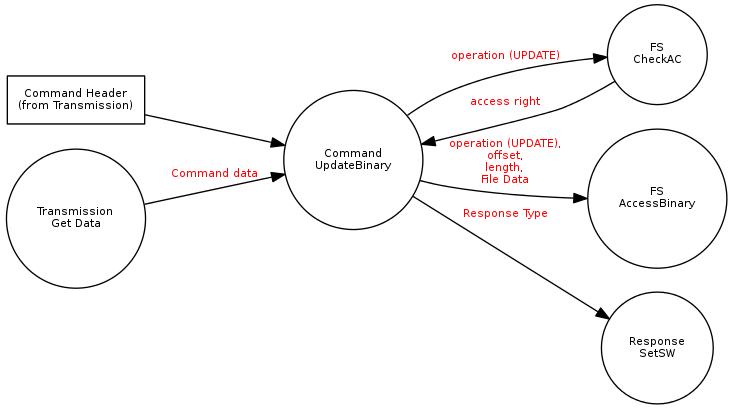 Command Header
(from Transmission)
Transmission
Get Data
Command data
Command
UpdateBinary
operation (UPDATE)
access right
operation (UPDATE),
offset,
length,
File Data
Response Type
FS
CheckAC
FS
AccessBinary
Response
SetSW